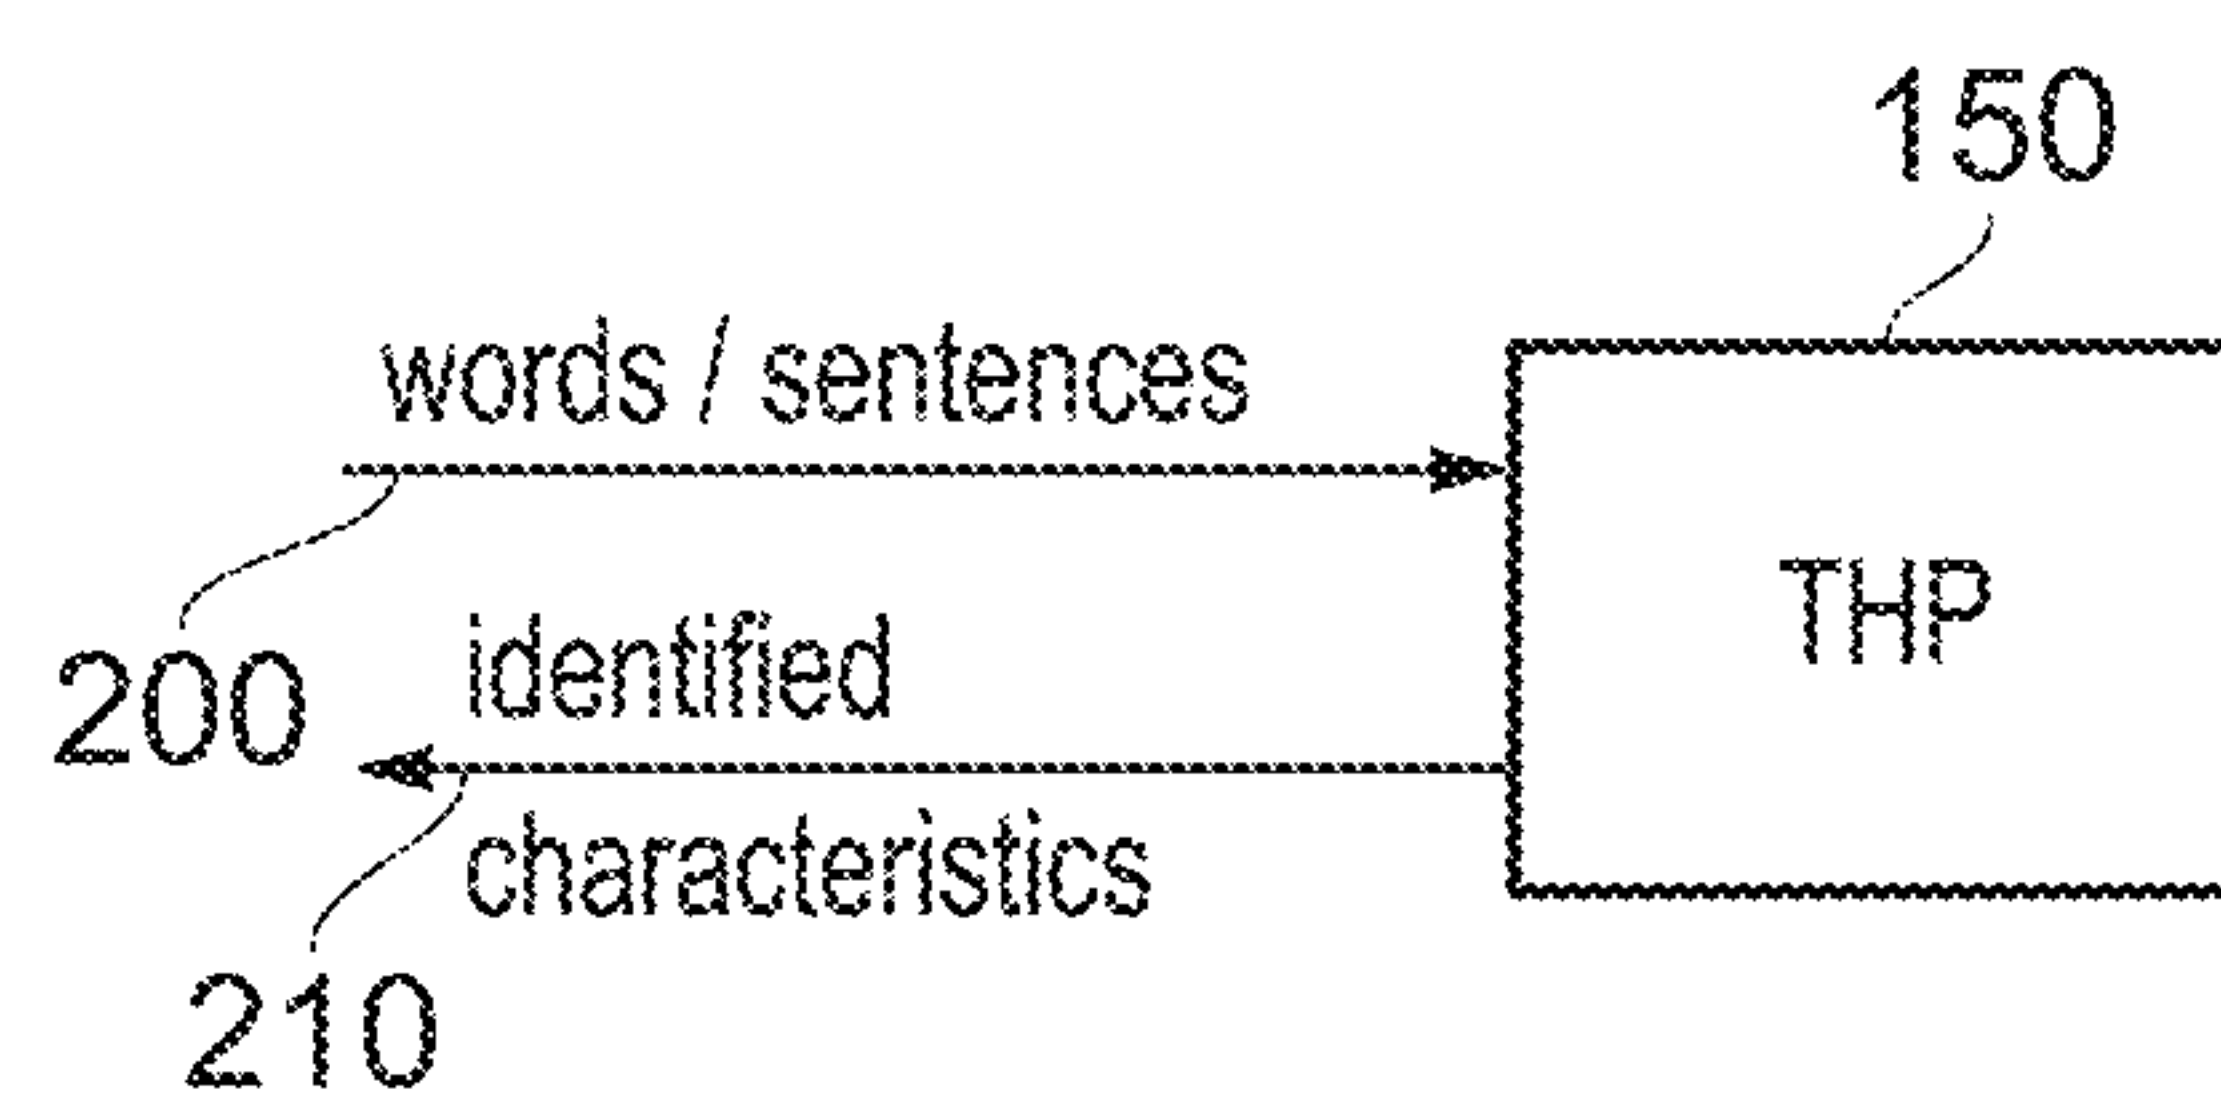 150
words / sentences
THP
200
identified
characteristics
210